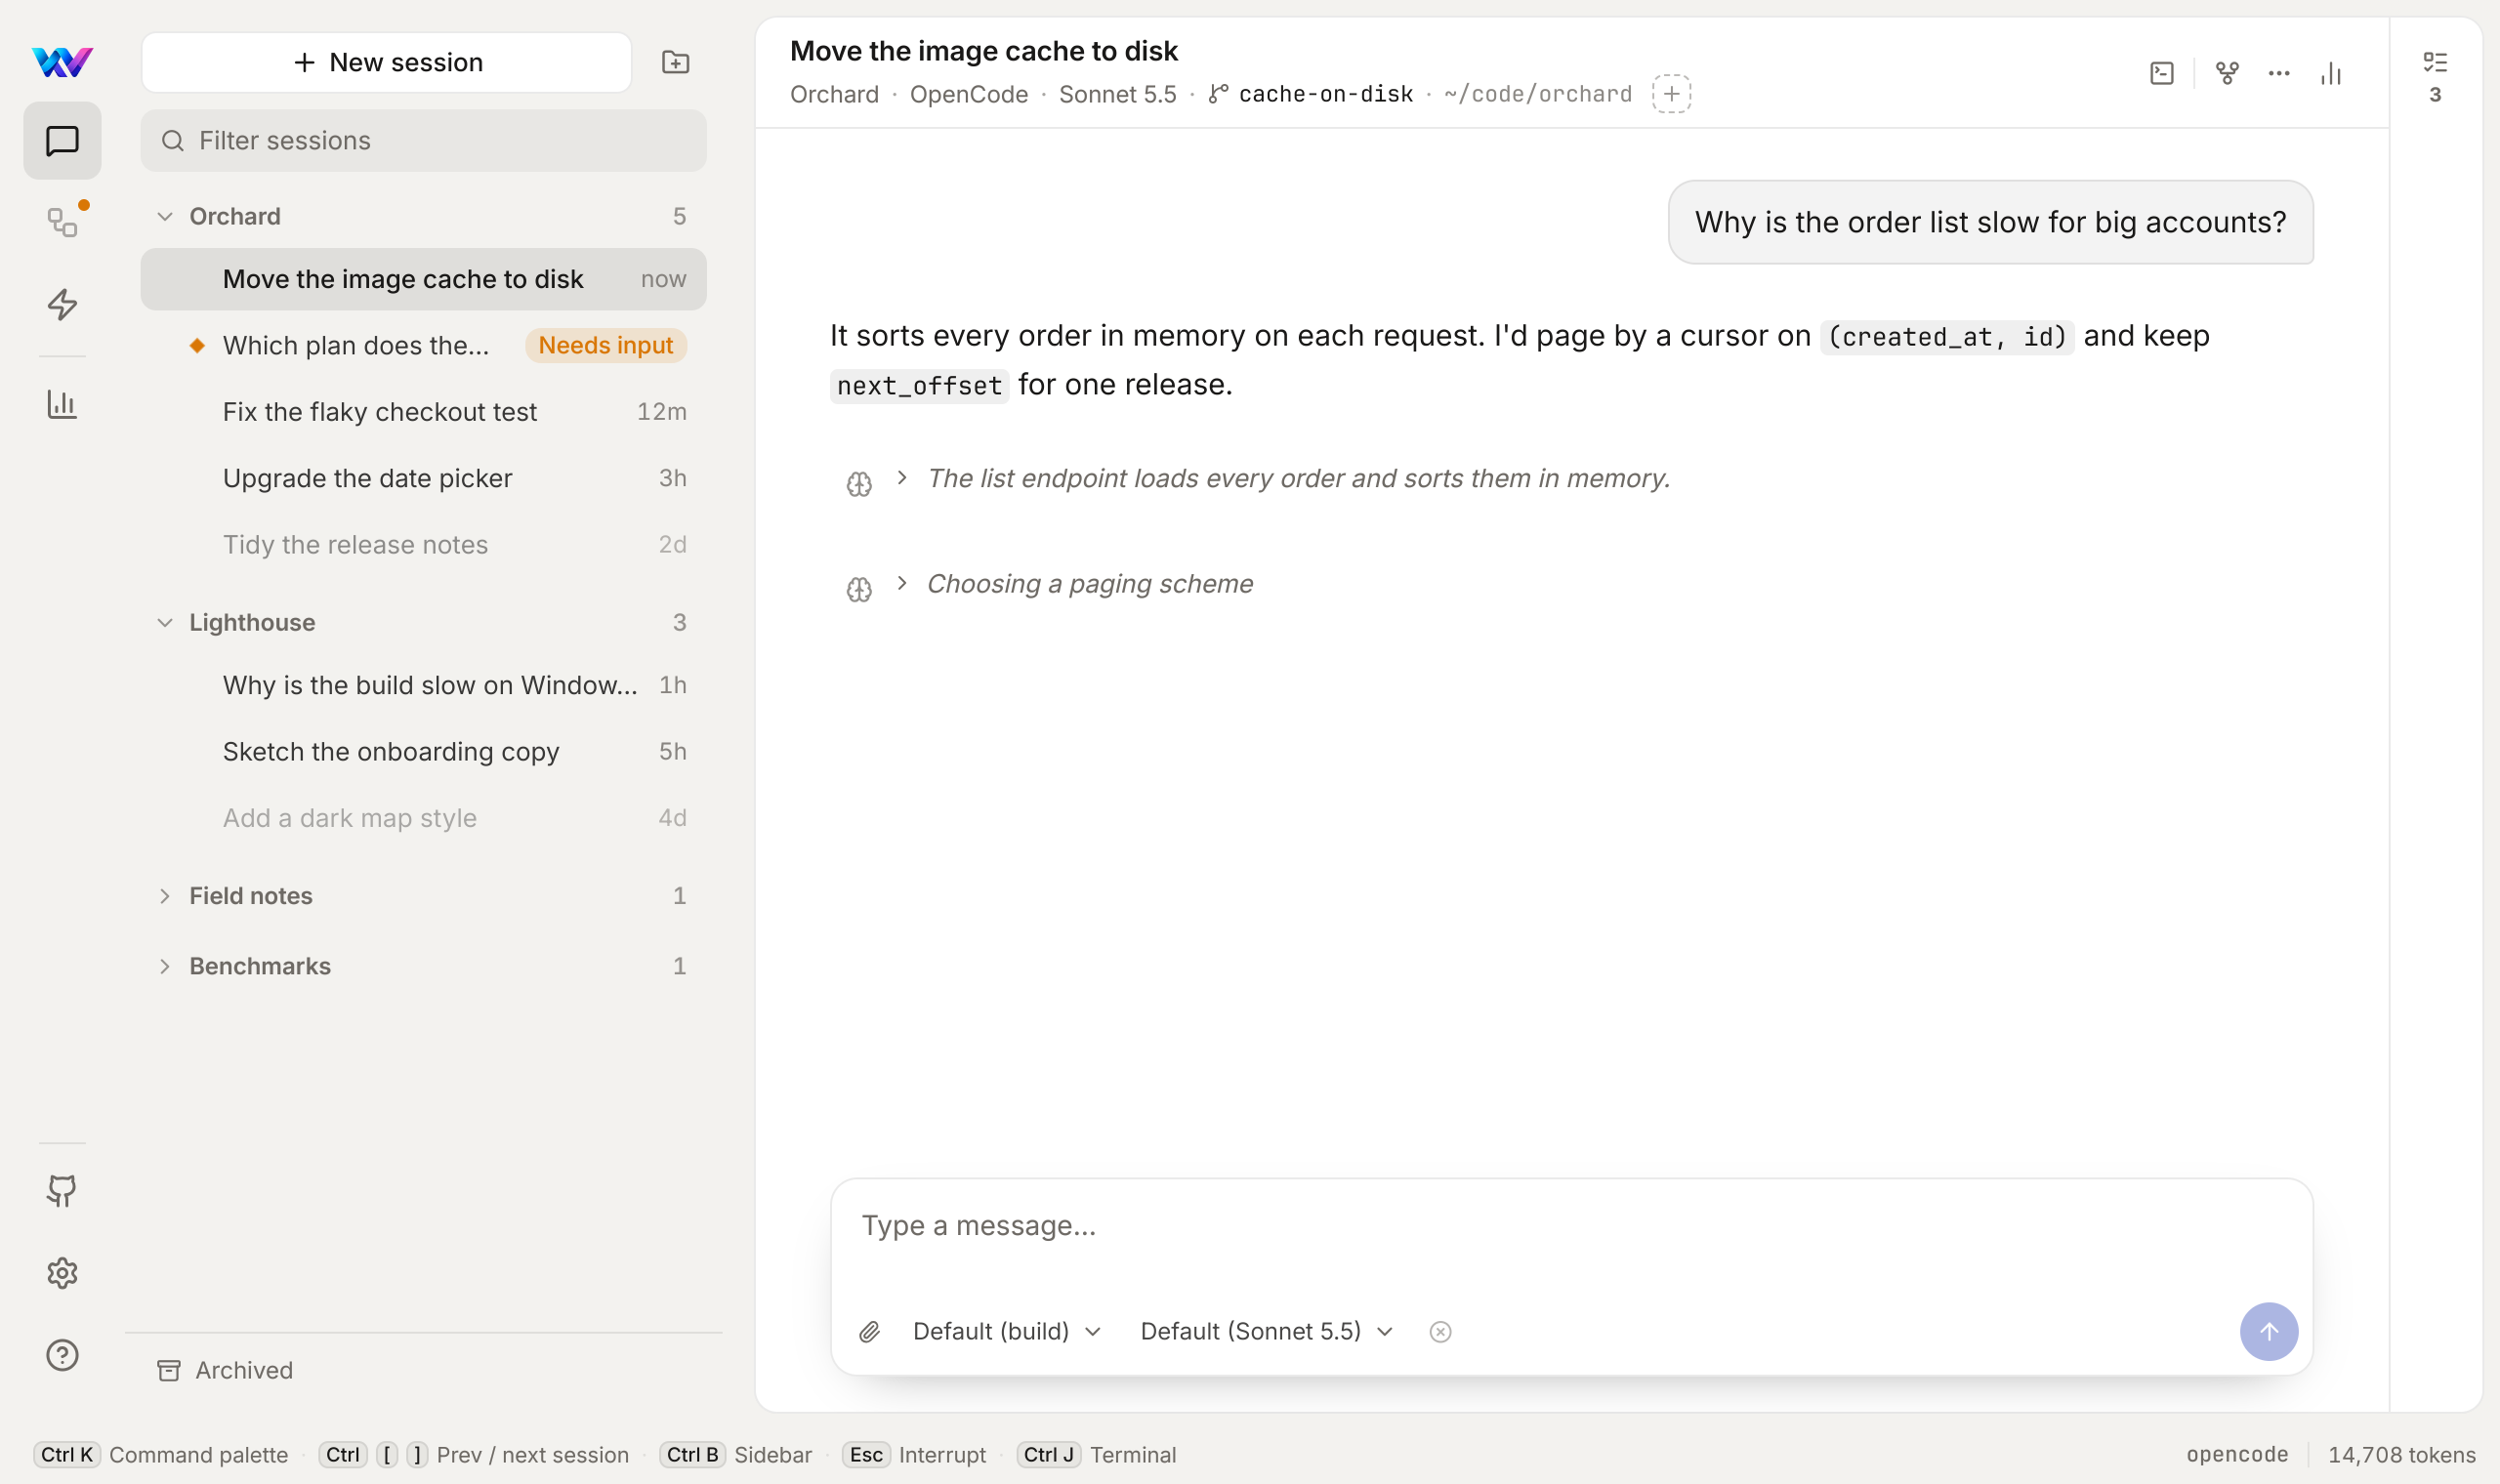 New session
Filter sessions
Orchard 5
Move the image cache to disk now
Which plan does the... Needs input
Fix the flaky checkout test 12m
Upgrade the date picker 3h
Tidy the release notes 2d
Lighthouse 3
Why is the build slow on Window... 1h
Sketch the onboarding copy 5h
Add a dark map style 4d
Field notes 1
Benchmarks 1
Archived
Move the image cache to disk
Orchard · OpenCode · Sonnet 5.5 · cache-on-disk · ~/code/orchard
3
Why is the order list slow for big accounts?
It sorts every order in memory on each request. I'd page by a cursor on (created_at, id) and keep
next_offset for one release.
The list endpoint loads every order and sorts them in memory.
Choosing a paging scheme
Type a message...
Default (build) Default (Sonnet 5.5)
Ctrl K Command palette · Ctrl [ ] Prev / next session · Ctrl B Sidebar · Esc Interrupt · Ctrl J Terminal
opencode 14,708 tokens